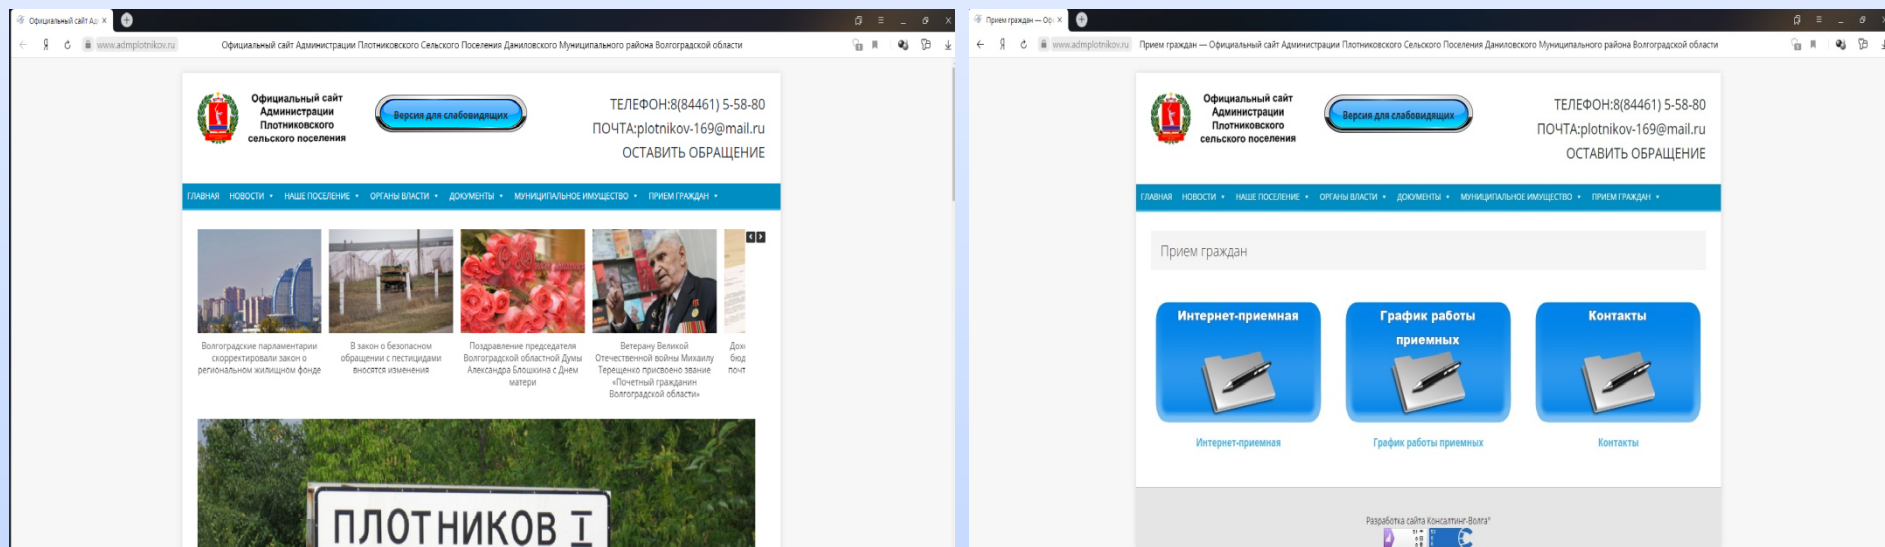 Официальный сайт Ад
www.admplotnikov.ru
Официальный сайт Администрации Плотниковского Сельского Поселения Даниловского Муниципального района Волгоградской области
Официальный сайт
Администрации
Плотниковского
сельского поселения
Версия для слабовидящих
ТЕЛЕФОН:8(84461) 5-58-80
ПОЧТА:plotnikov-169@mail.ru
ОСТАВИТЬ ОБРАЩЕНИЕ
ГЛАВНАЯ НОВОСТИ НАШЕ ПОСЕЛЕНИЕ ОРГАНЫ ВЛАСТИ ДОКУМЕНТЫ МУНИЦИПАЛЬНОЕ ИМУЩЕСТВО ПРИЕМ ГРАЖДАН
Волгоградские парламентарии
скорректировали закон о
региональном жилищном фонде
В закон о безопасном
обращении с пестицидами
вносятся изменения
Поздравление председателя
Волгоградской областной Думы
Александра Блошкина с Днем
матери
Ветерану Великой
Отечественной войны Михаилу
Терещенко присвоено звание
«Почетный гражданин
Волгоградской области»
ПЛОТНИКОВ I
Прием граждан — Оф
www.admplotnikov.ru
Прием граждан — Официальный сайт Администрации Плотниковского Сельского Поселения Даниловского Муниципального района Волгоградской области
Официальный сайт
Администрации
Плотниковского
сельского поселения
Версия для слабовидящих
ТЕЛЕФОН:8(84461) 5-58-80
ПОЧТА:plotnikov-169@mail.ru
ОСТАВИТЬ ОБРАЩЕНИЕ
ГЛАВНАЯ НОВОСТИ НАШЕ ПОСЕЛЕНИЕ ОРГАНЫ ВЛАСТИ ДОКУМЕНТЫ МУНИЦИПАЛЬНОЕ ИМУЩЕСТВО ПРИЕМ ГРАЖДАН
Прием граждан
Интернет-приемная
График работы
приемных
Контакты
Интернет-приемная
График работы приемных
Контакты
Разработка сайта Консалтинг-Волга"